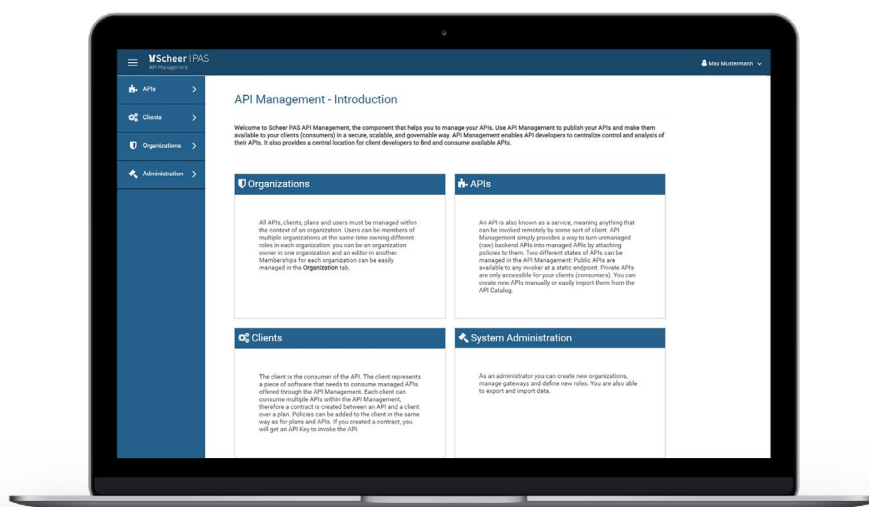 Scheer PAS
API Management
Max Mustermann
APIs
Clients
Organizations
Administration
API Management - Introduction
Welcome to Scheer PAS API Management, the component that helps you to manage your APIs. Use API Management to publish your APIs and make them
available to your clients (consumers) in a secure, scalable, and governable way. API Management enables API developers to centralize control and analysis of
their APIs. It also provides a central location for client developers to find and consume available APIs.
Organizations
All APIs, clients, plans and users must be managed within
the context of an organization. Users can be members of
multiple organizations at the same time owning different
roles in each organization: you can be an organization
owner in one organization and an editor in another.
Memberships for each organization can be easily
managed in the Organization tab.
APIs
An API is also known as a service, meaning anything that
can be invoked remotely by some sort of client. API
Management simply provides a way to turn unmanaged
(raw) backend APIs into managed APIs by attaching
policies to them. Two different states of APIs can be
managed in the API Management: Public APIs are
available to any invoker at a static endpoint. Private APIs
are only accessible for your clients (consumers). You can
create new APIs manually or easily import them from the
API Catalog.
Clients
The client is the consumer of the API. The client represents
a piece of software that needs to consume managed APIs
offered through the API Management. Each client can
consume multiple APIs within the API Management,
therefore a contract is created between an API and a client
over a plan. Policies can be added to the client in the same
way as for plans and APIs. If you created a contract, you
will get an API Key to invoke the API.
System Administration
As an administrator you can create new organizations,
manage gateways and define new roles. You are also able
to export and import data.